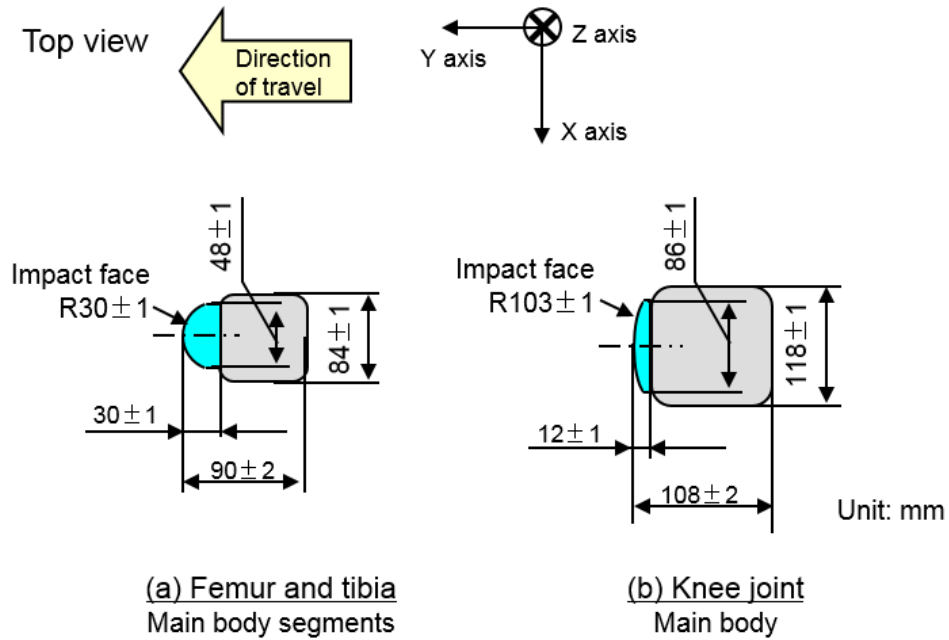 Top view
Direction
of travel
Y axis
Z axis
X axis
Impact face
R30±1
48±1
84±1
30±1
90±2
Impact face
R103±1
86±1
118±1
12±1
108±2
Unit: mm
(a) Femur and tibia
Main body segments
(b) Knee joint
Main body